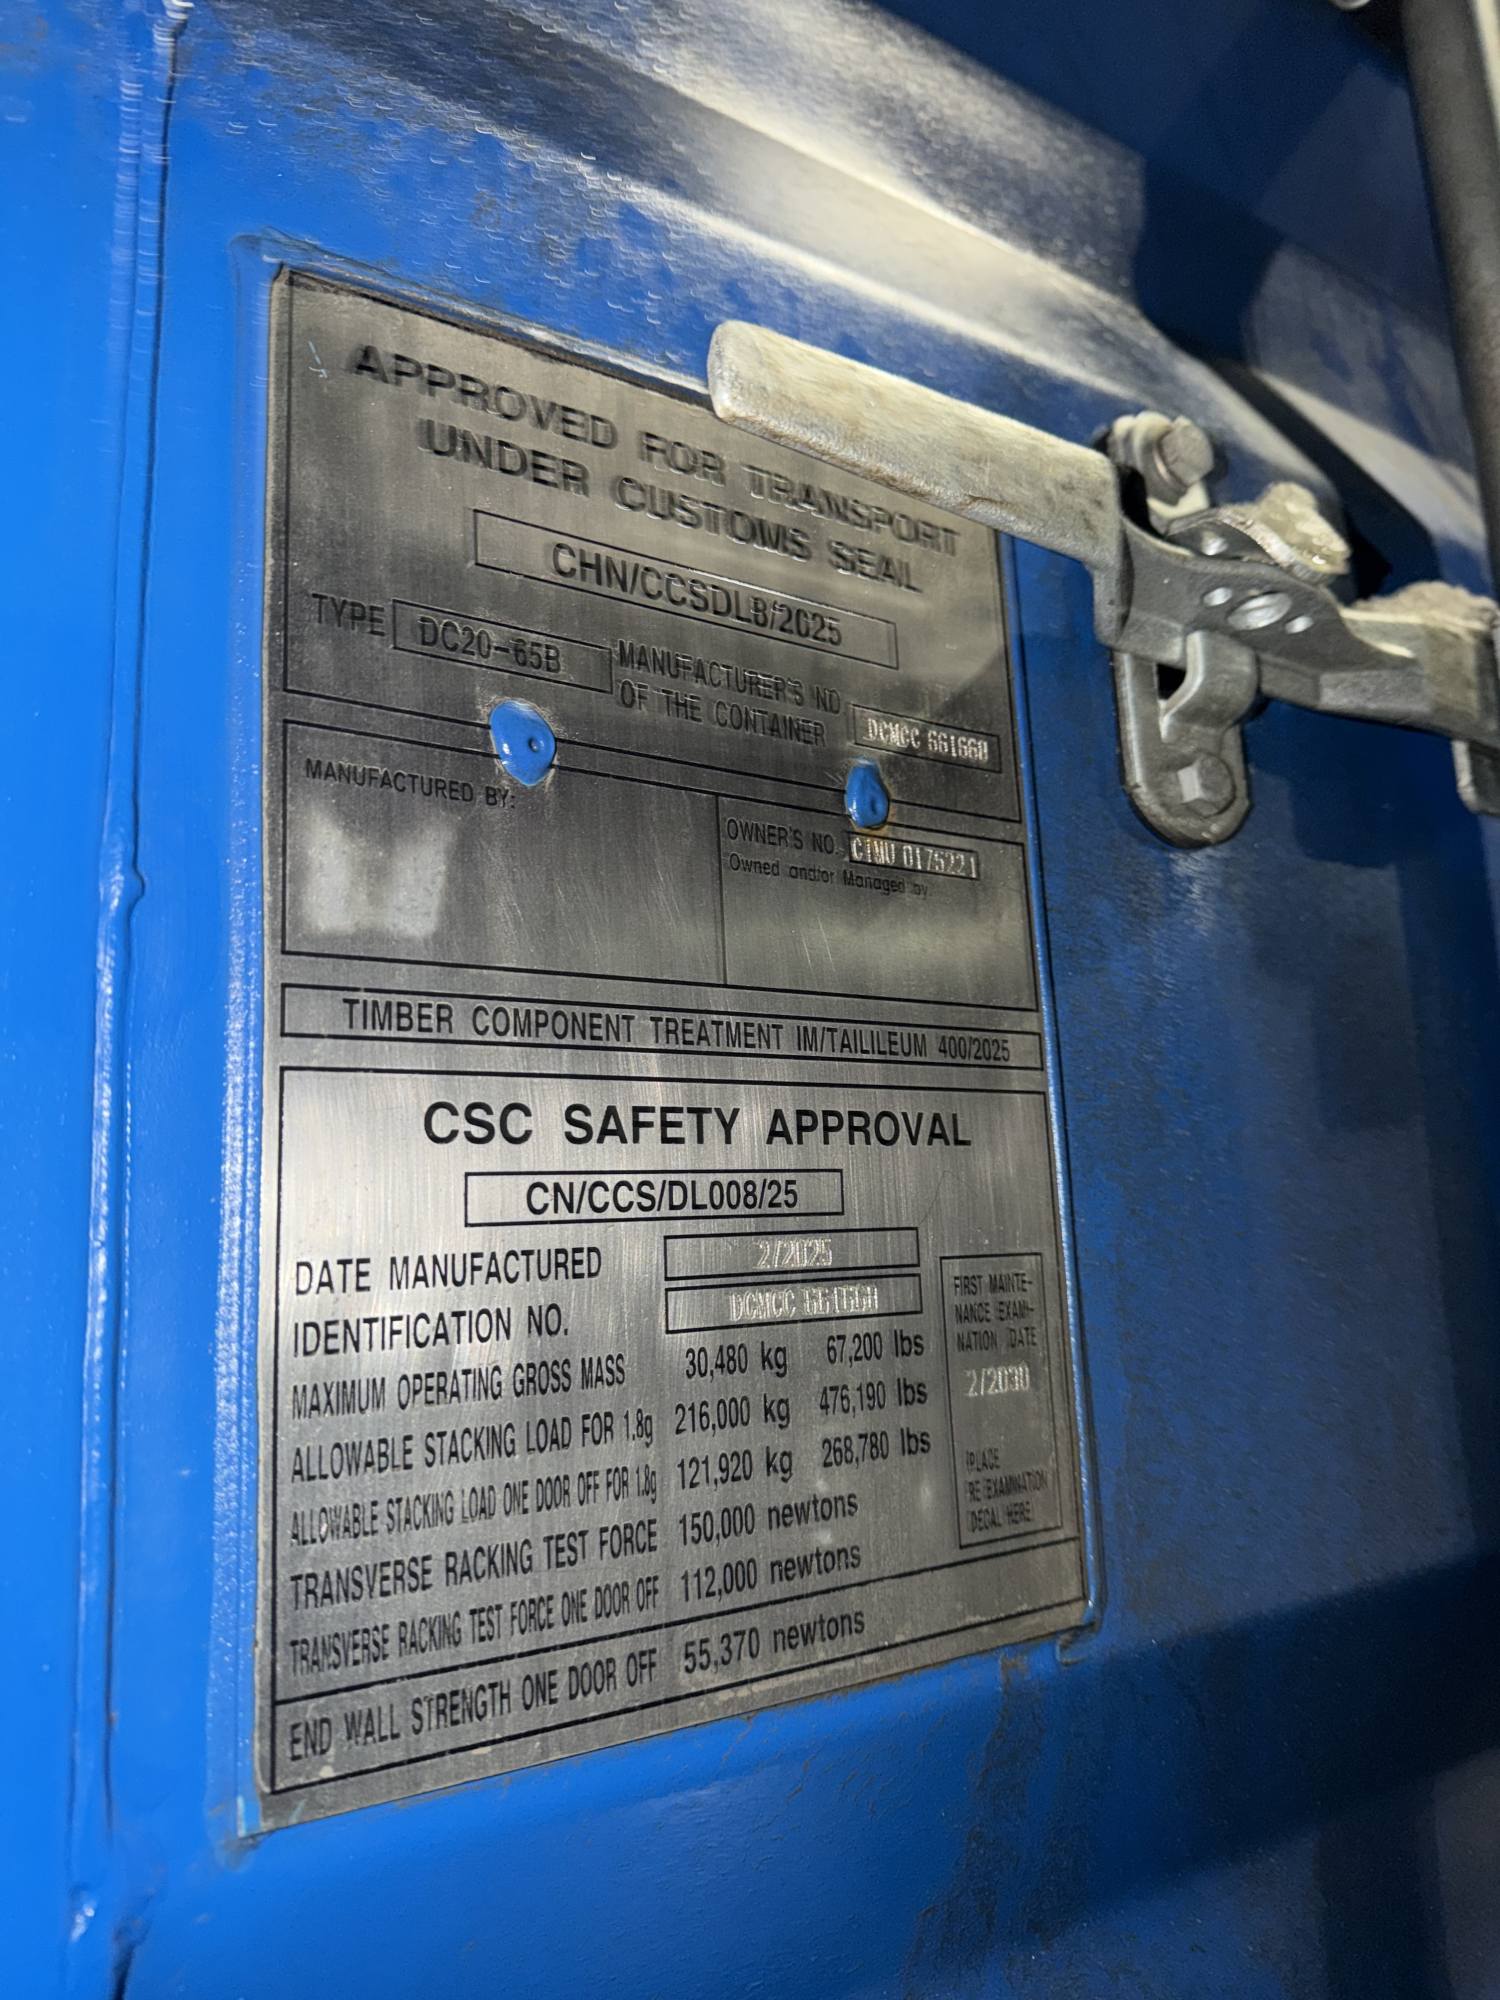 APPROVED FOR TRANSPORT
UNDER CUSTOMS SEAL
CHN/CCSDLB/2025
TYPE DC20-65B
MANUFACTURER'S NO
OF THE CONTAINER
DCMCC 661660
MANUFACTURED BY:
OWNER'S NO. CIMU 0175221
Owned and/or Managed by
TIMBER COMPONENT TREATMENT IM/TAILILEUM 400/2025
CSC SAFETY APPROVAL
CN/CCS/DL008/25
DATE MANUFACTURED 2/2025
IDENTIFICATION NO. DCMCC 661660
MAXIMUM OPERATING GROSS MASS 30,480 kg 67,200 lbs
ALLOWABLE STACKING LOAD FOR 1.8g 216,000 kg 476,190 lbs
ALLOWABLE STACKING LOAD ONE DOOR OFF FOR 1.8g 121,920 kg 268,780 lbs
TRANSVERSE RACKING TEST FORCE 150,000 newtons
TRANSVERSE RACKING TEST FORCE ONE DOOR OFF 112,000 newtons
END WALL STRENGTH ONE DOOR OFF 55,370 newtons
FIRST MAINTE-
NANCE EXAMI-
NATION DATE
2/2030
(PLACE
RE EXAMINATION
DECAL HERE)